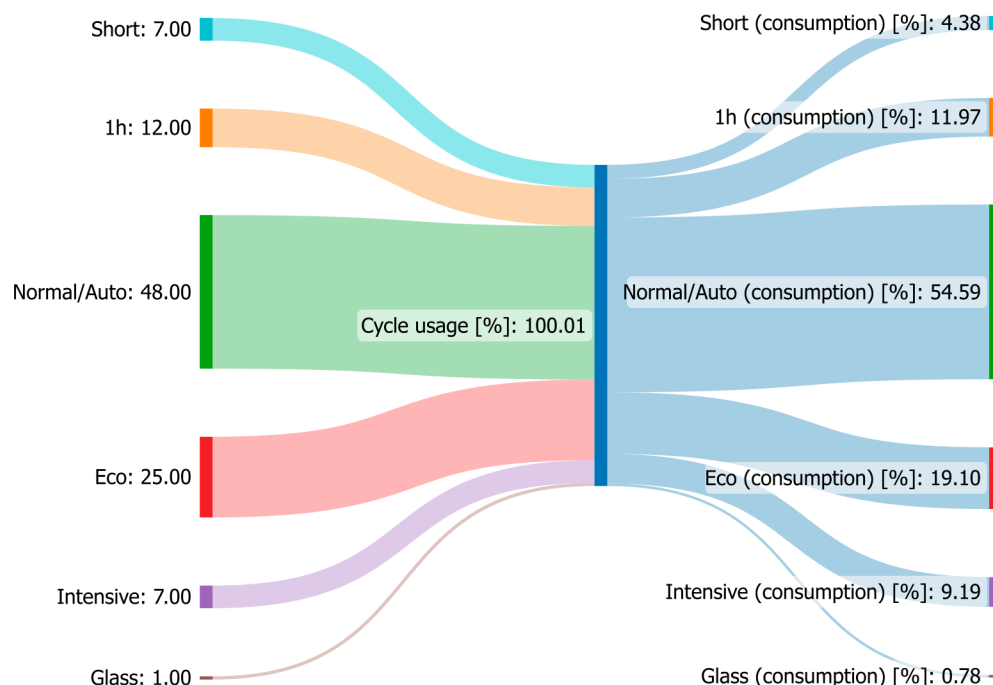 Short: 7.00
1h: 12.00
Normal/Auto: 48.00
Eco: 25.00
Intensive: 7.00
Glass: 1.00
Cycle usage [%]: 100.01
Short (consumption) [%]: 4.38
1h (consumption) [%]: 11.97
Normal/Auto (consumption) [%]: 54.59
Eco (consumption) [%]: 19.10
Intensive (consumption) [%]: 9.19
Glass (consumption) [%]: 0.78